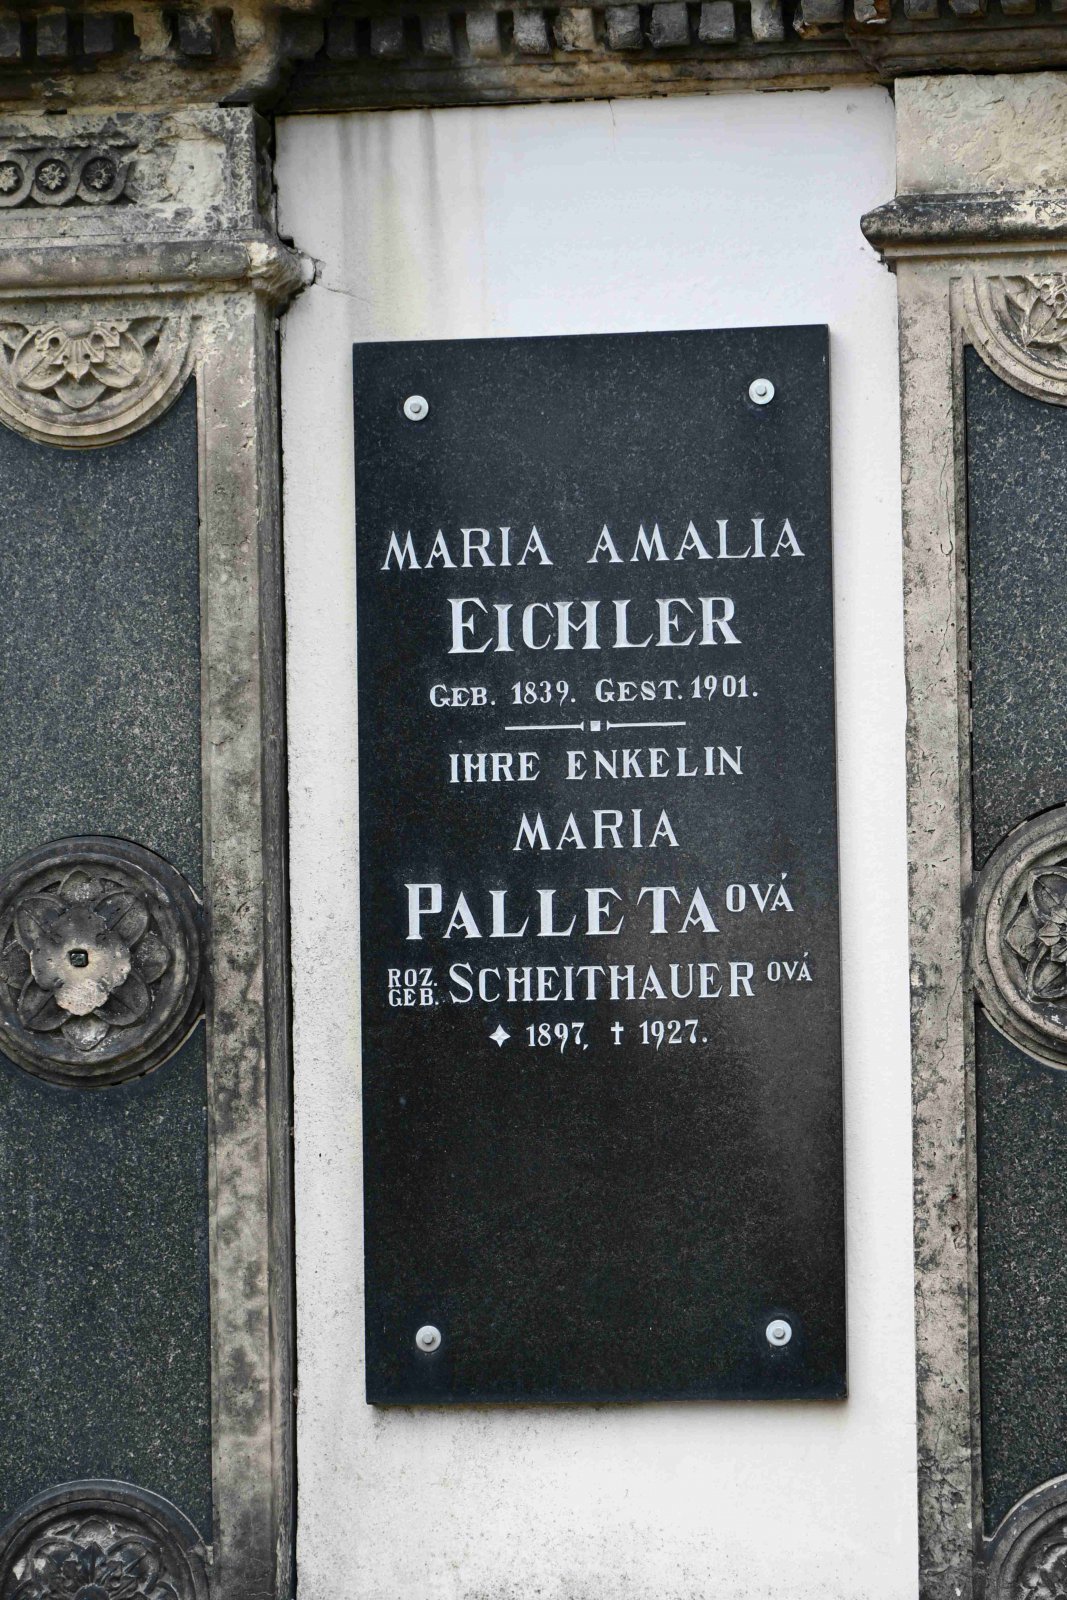 MARIA AMALIA
EICHLER
GEB. 1839. GEST. 1901.
IHRE ENKELIN
MARIA
PALLETAOVÁ
ROZ.
GEB. SCHEITHAUEROVÁ
✦ 1897, † 1927.